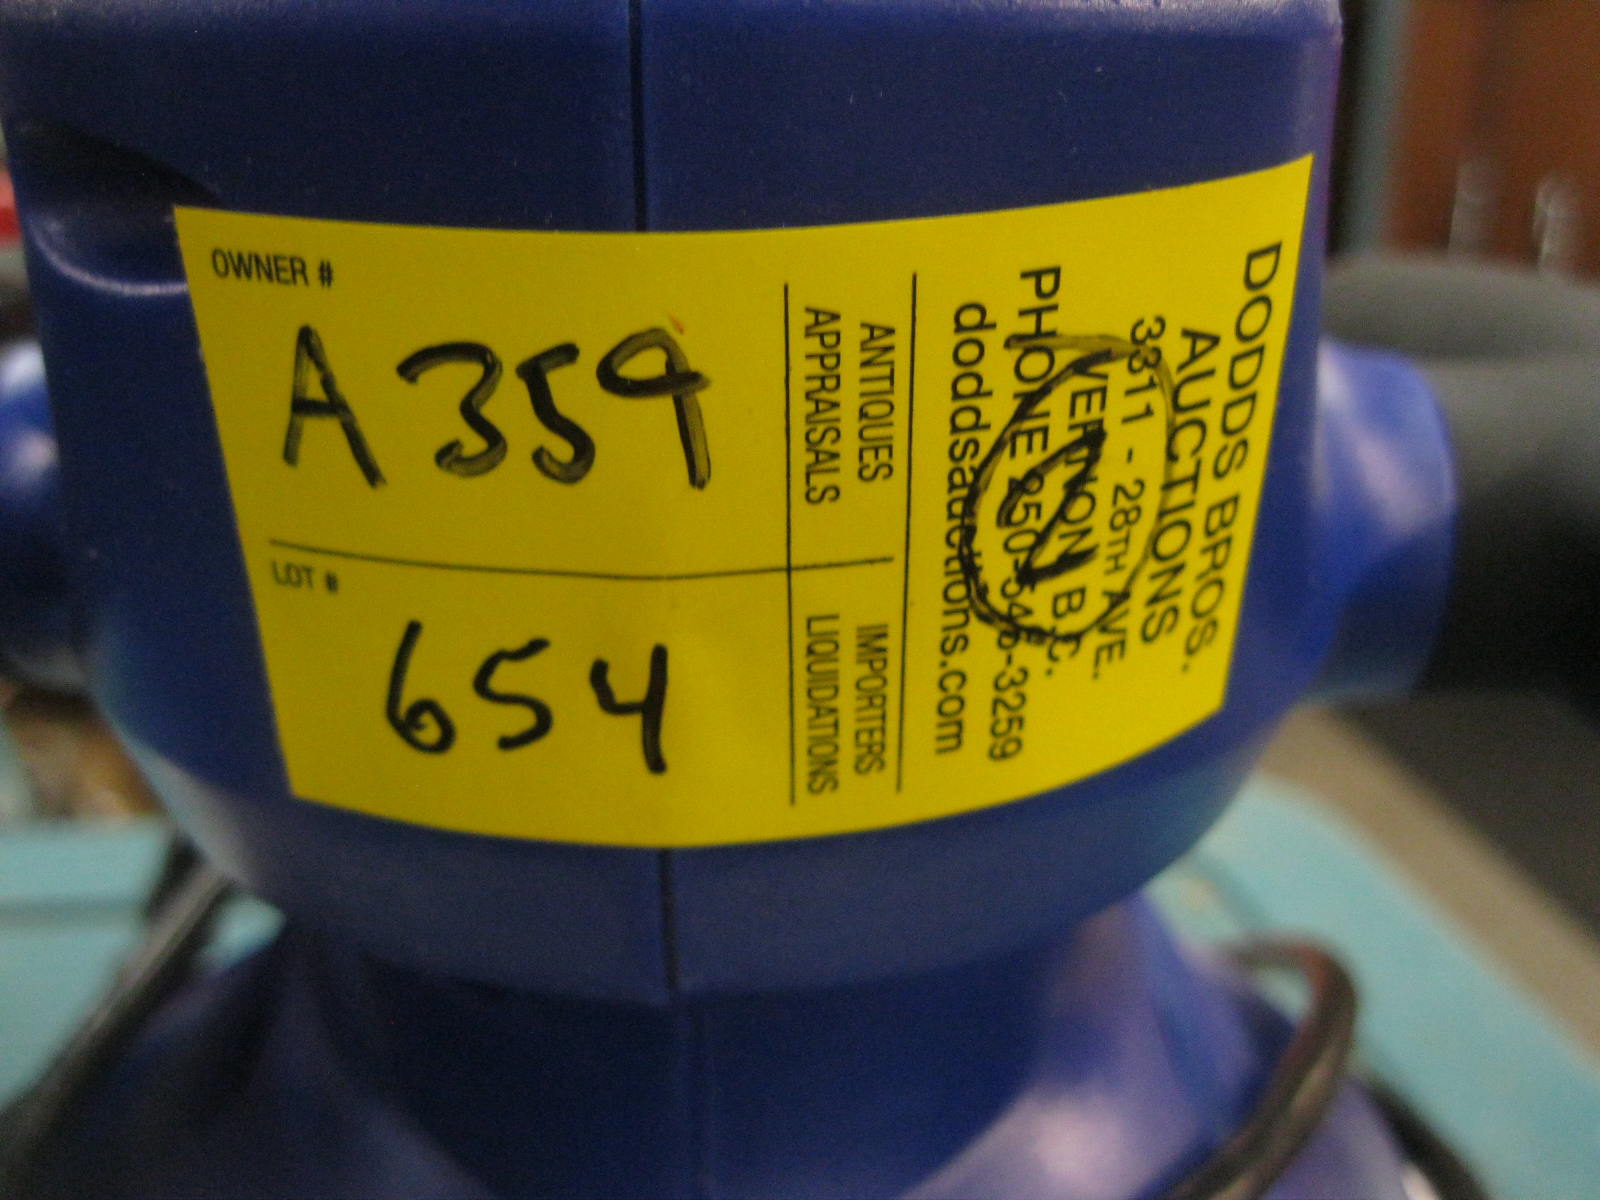 OWNER #
A359
LOT #
654
ANTIQUES
APPRAISALS
IMPORTERS
LIQUIDATIONS
DODDS BROS.
AUCTIONS
3311 - 28TH AVE.
VERNON B.C.
PHONE 250-545-3259
doddsauctions.com